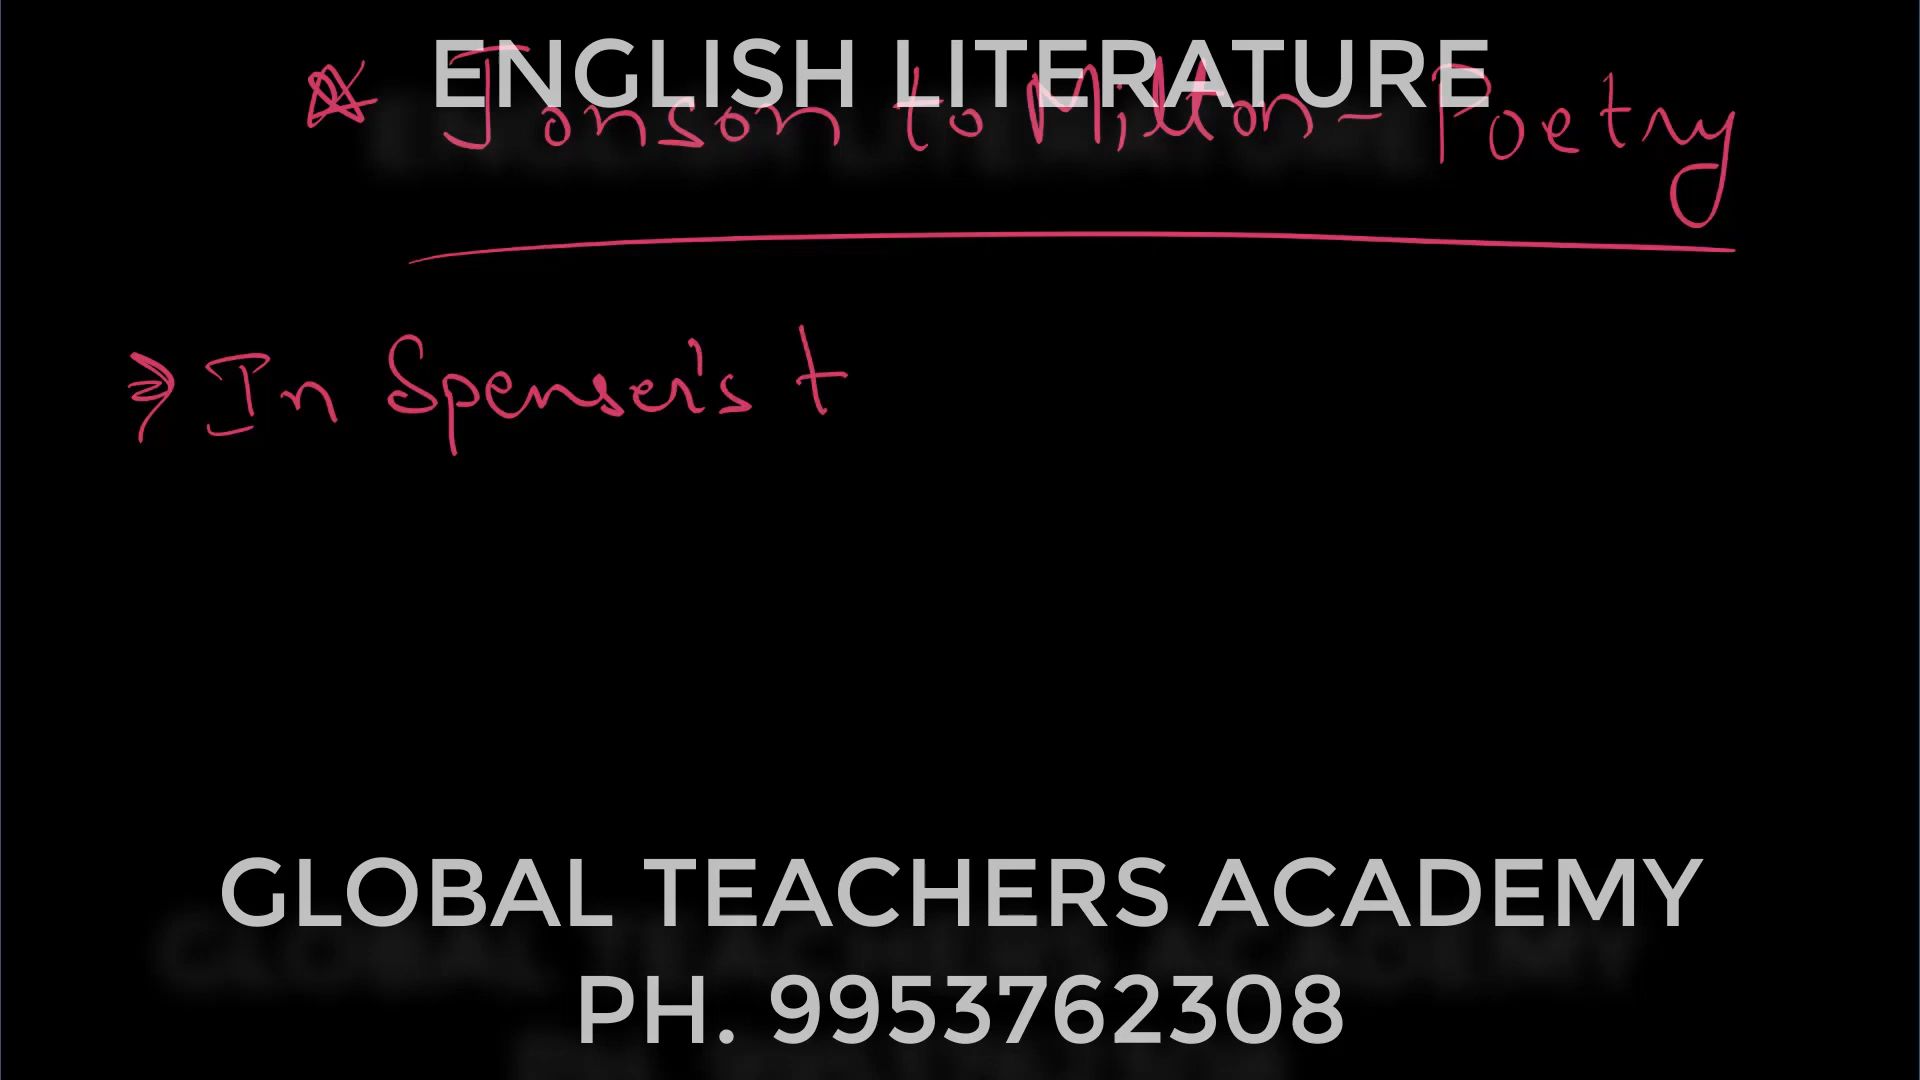 ENGLISH LITERATURE
Jonson to Milton - Poetry
⇒ In Spenser's t
GLOBAL TEACHERS ACADEMY
PH. 9953762308